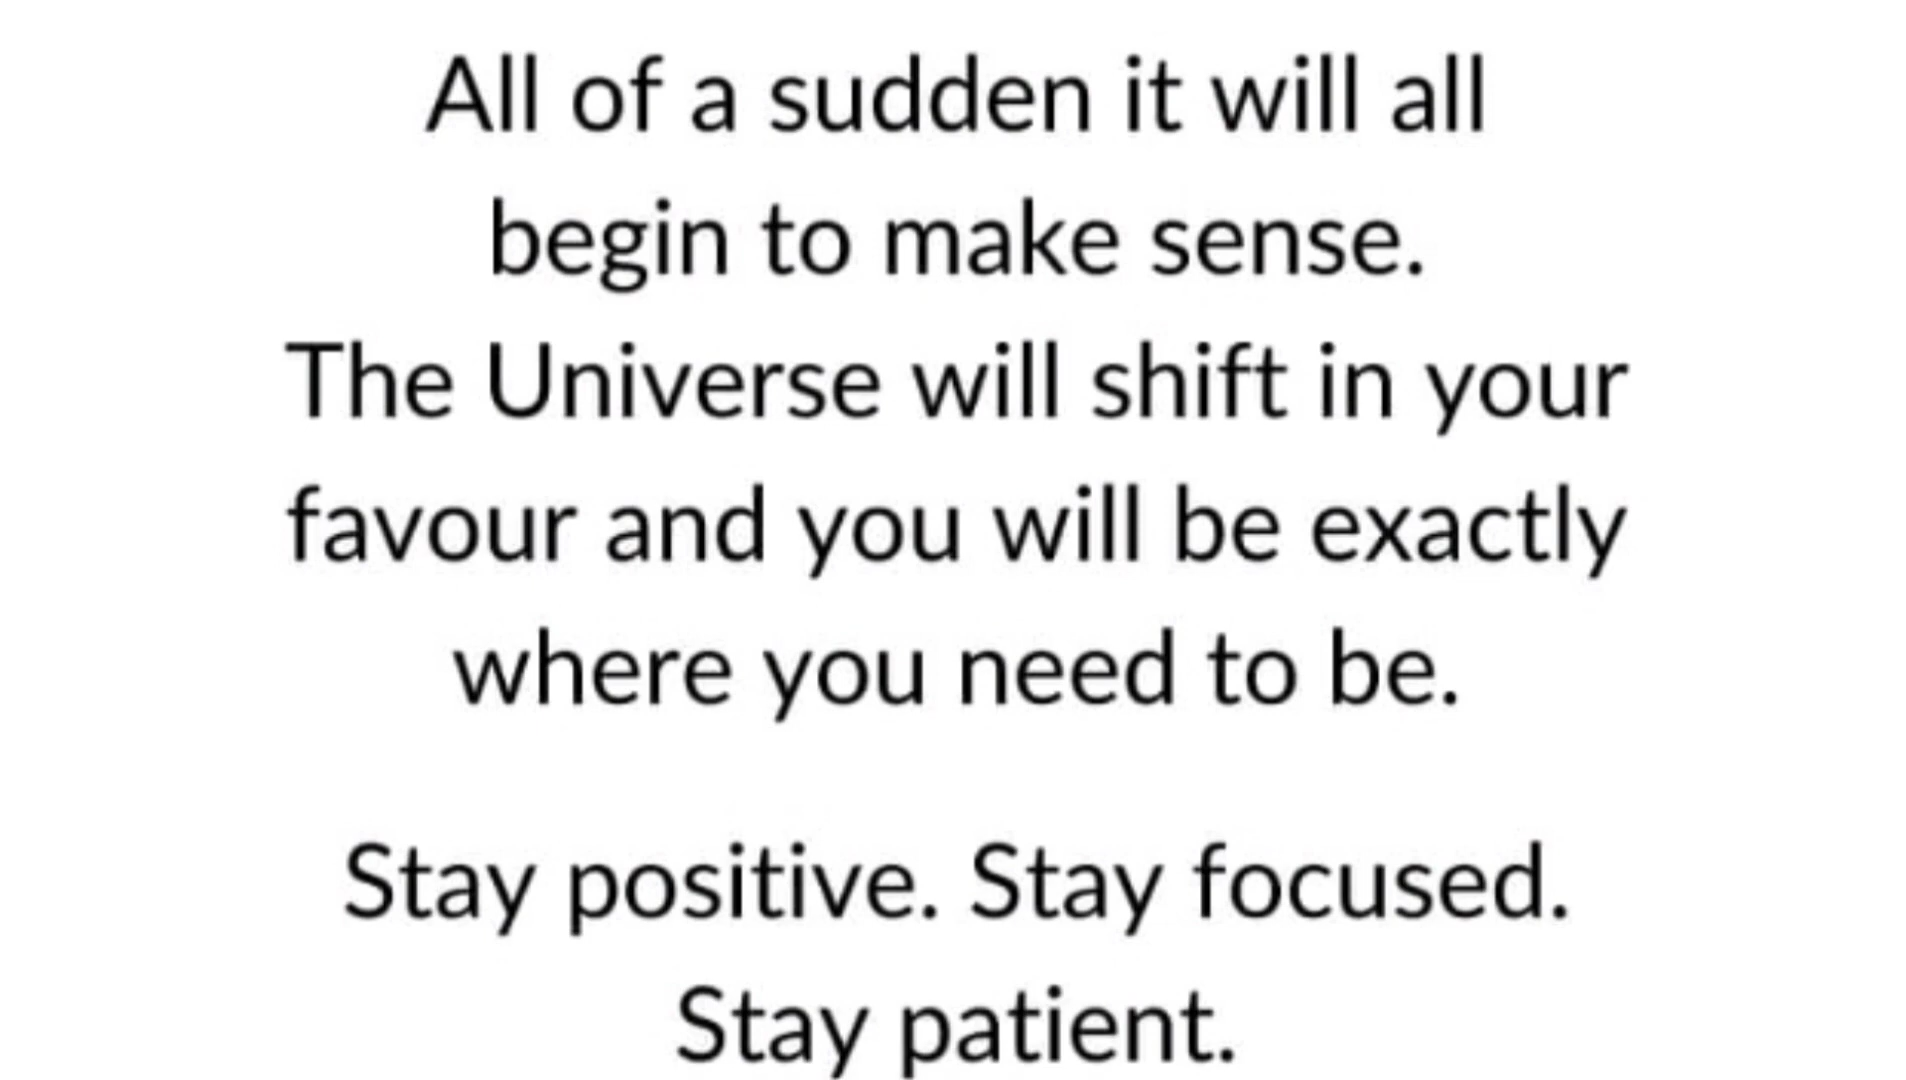 All of a sudden it will all
begin to make sense.
The Universe will shift in your
favour and you will be exactly
where you need to be.
Stay positive. Stay focused.
Stay patient.